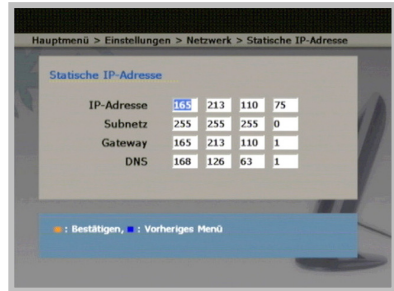 Hauptmenü > Einstellungen > Netzwerk > Statische IP-Adresse
Statische IP-Adresse
IP-Adresse 165 213 110 75
Subnetz 255 255 255 0
Gateway 165 213 110 1
DNS 168 126 63 1
: Bestätigen, : Vorheriges Menü